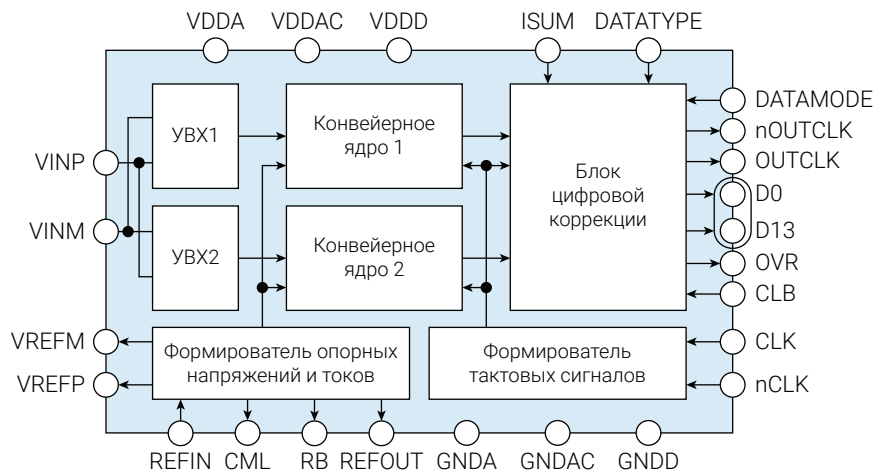 VDDA VDDAC VDDD ISUM DATATYPE
УВХ1
Конвейерное
ядро 1
Блок
цифровой
коррекции
УВХ2
Конвейерное
ядро 2
Формирователь опорных
напряжений и токов
Формирователь
тактовых сигналов
VINP
VINM
VREFM
VREFP
DATAMODE
nOUTCLK
OUTCLK
D0
D13
OVR
CLB
CLK
nCLK
REFIN CML RB REFOUT GNDA GNDAC GNDD